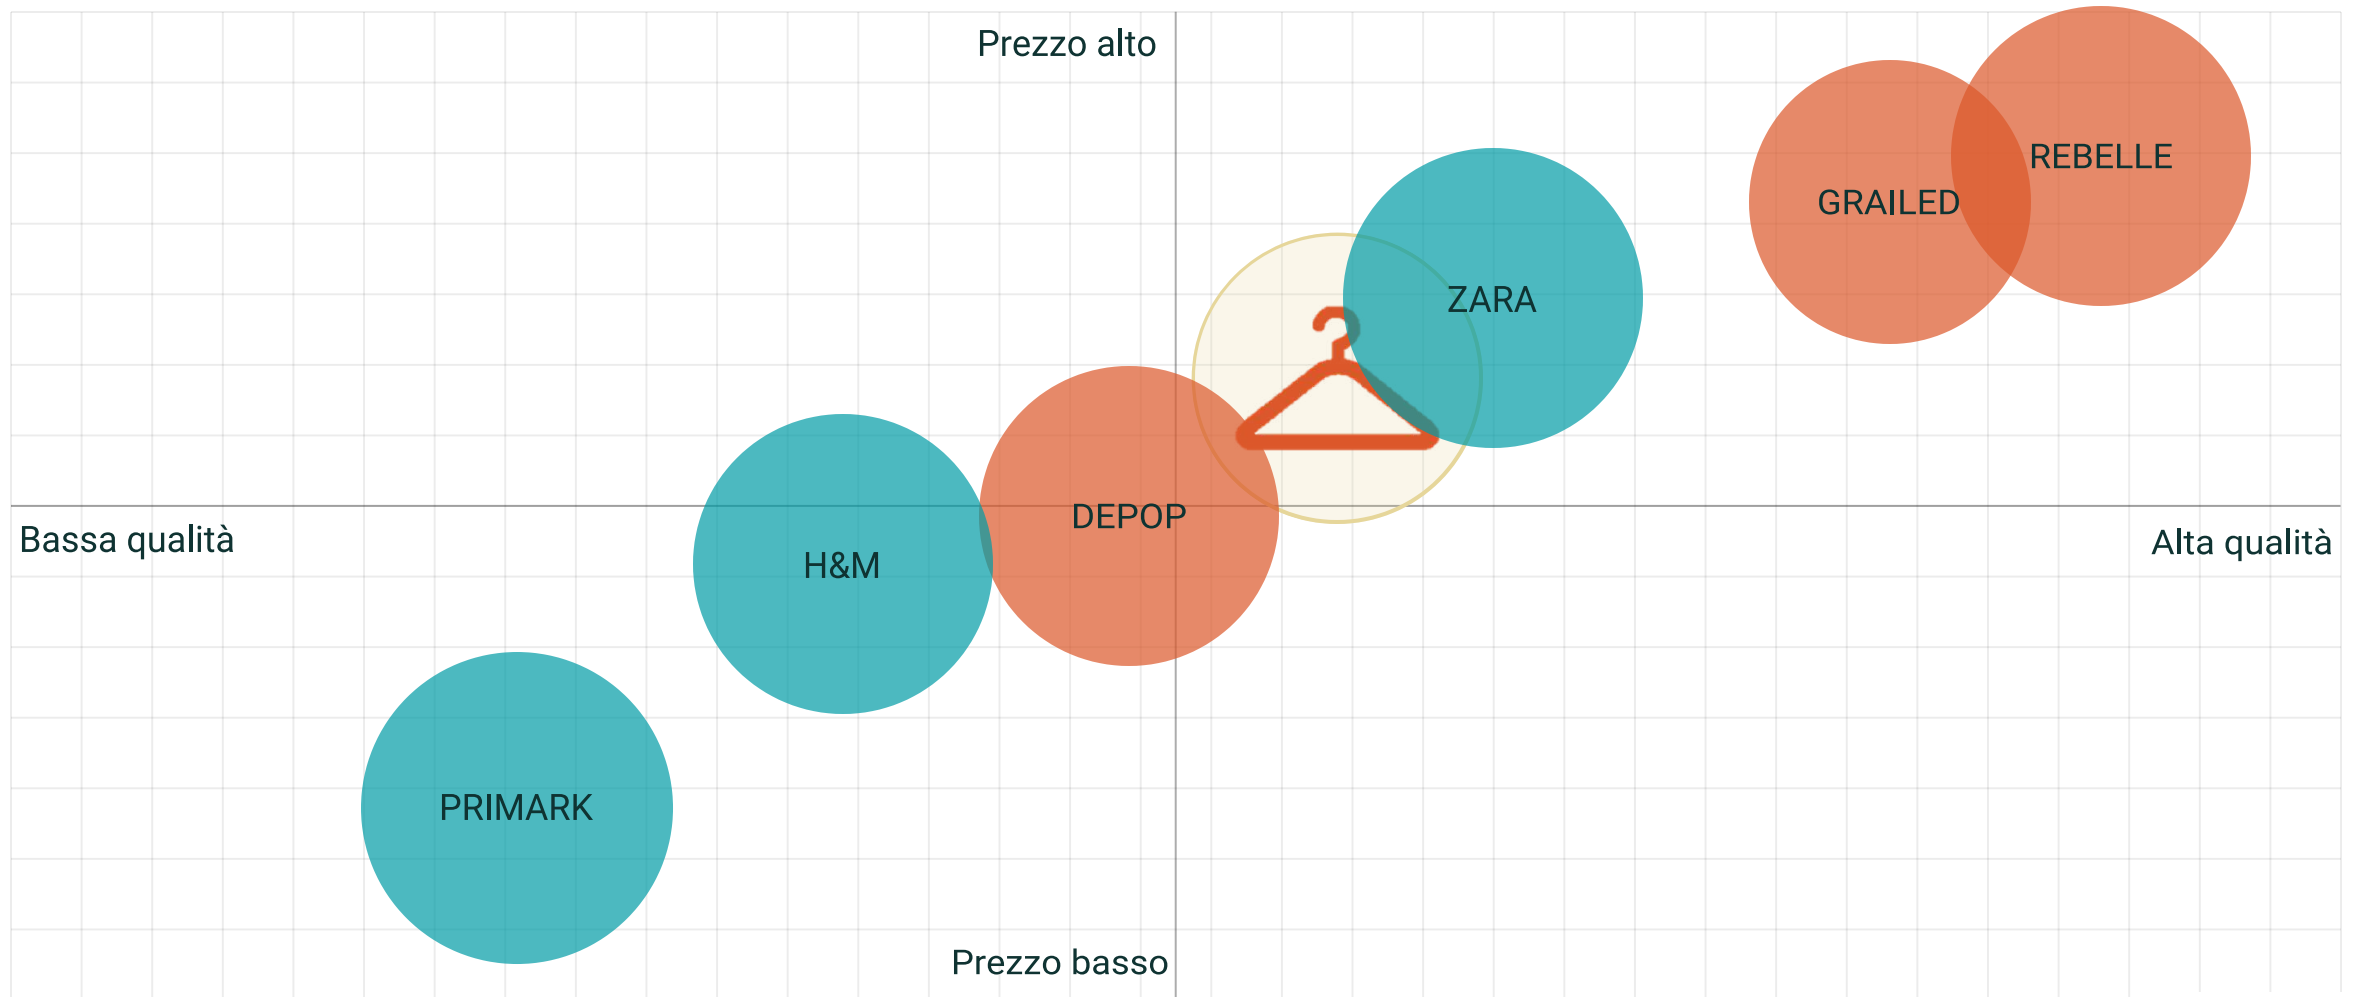 Prezzo alto
REBELLE
GRAILED
ZARA
DEPOP
Bassa qualità
Alta qualità
H&M
PRIMARK
Prezzo basso